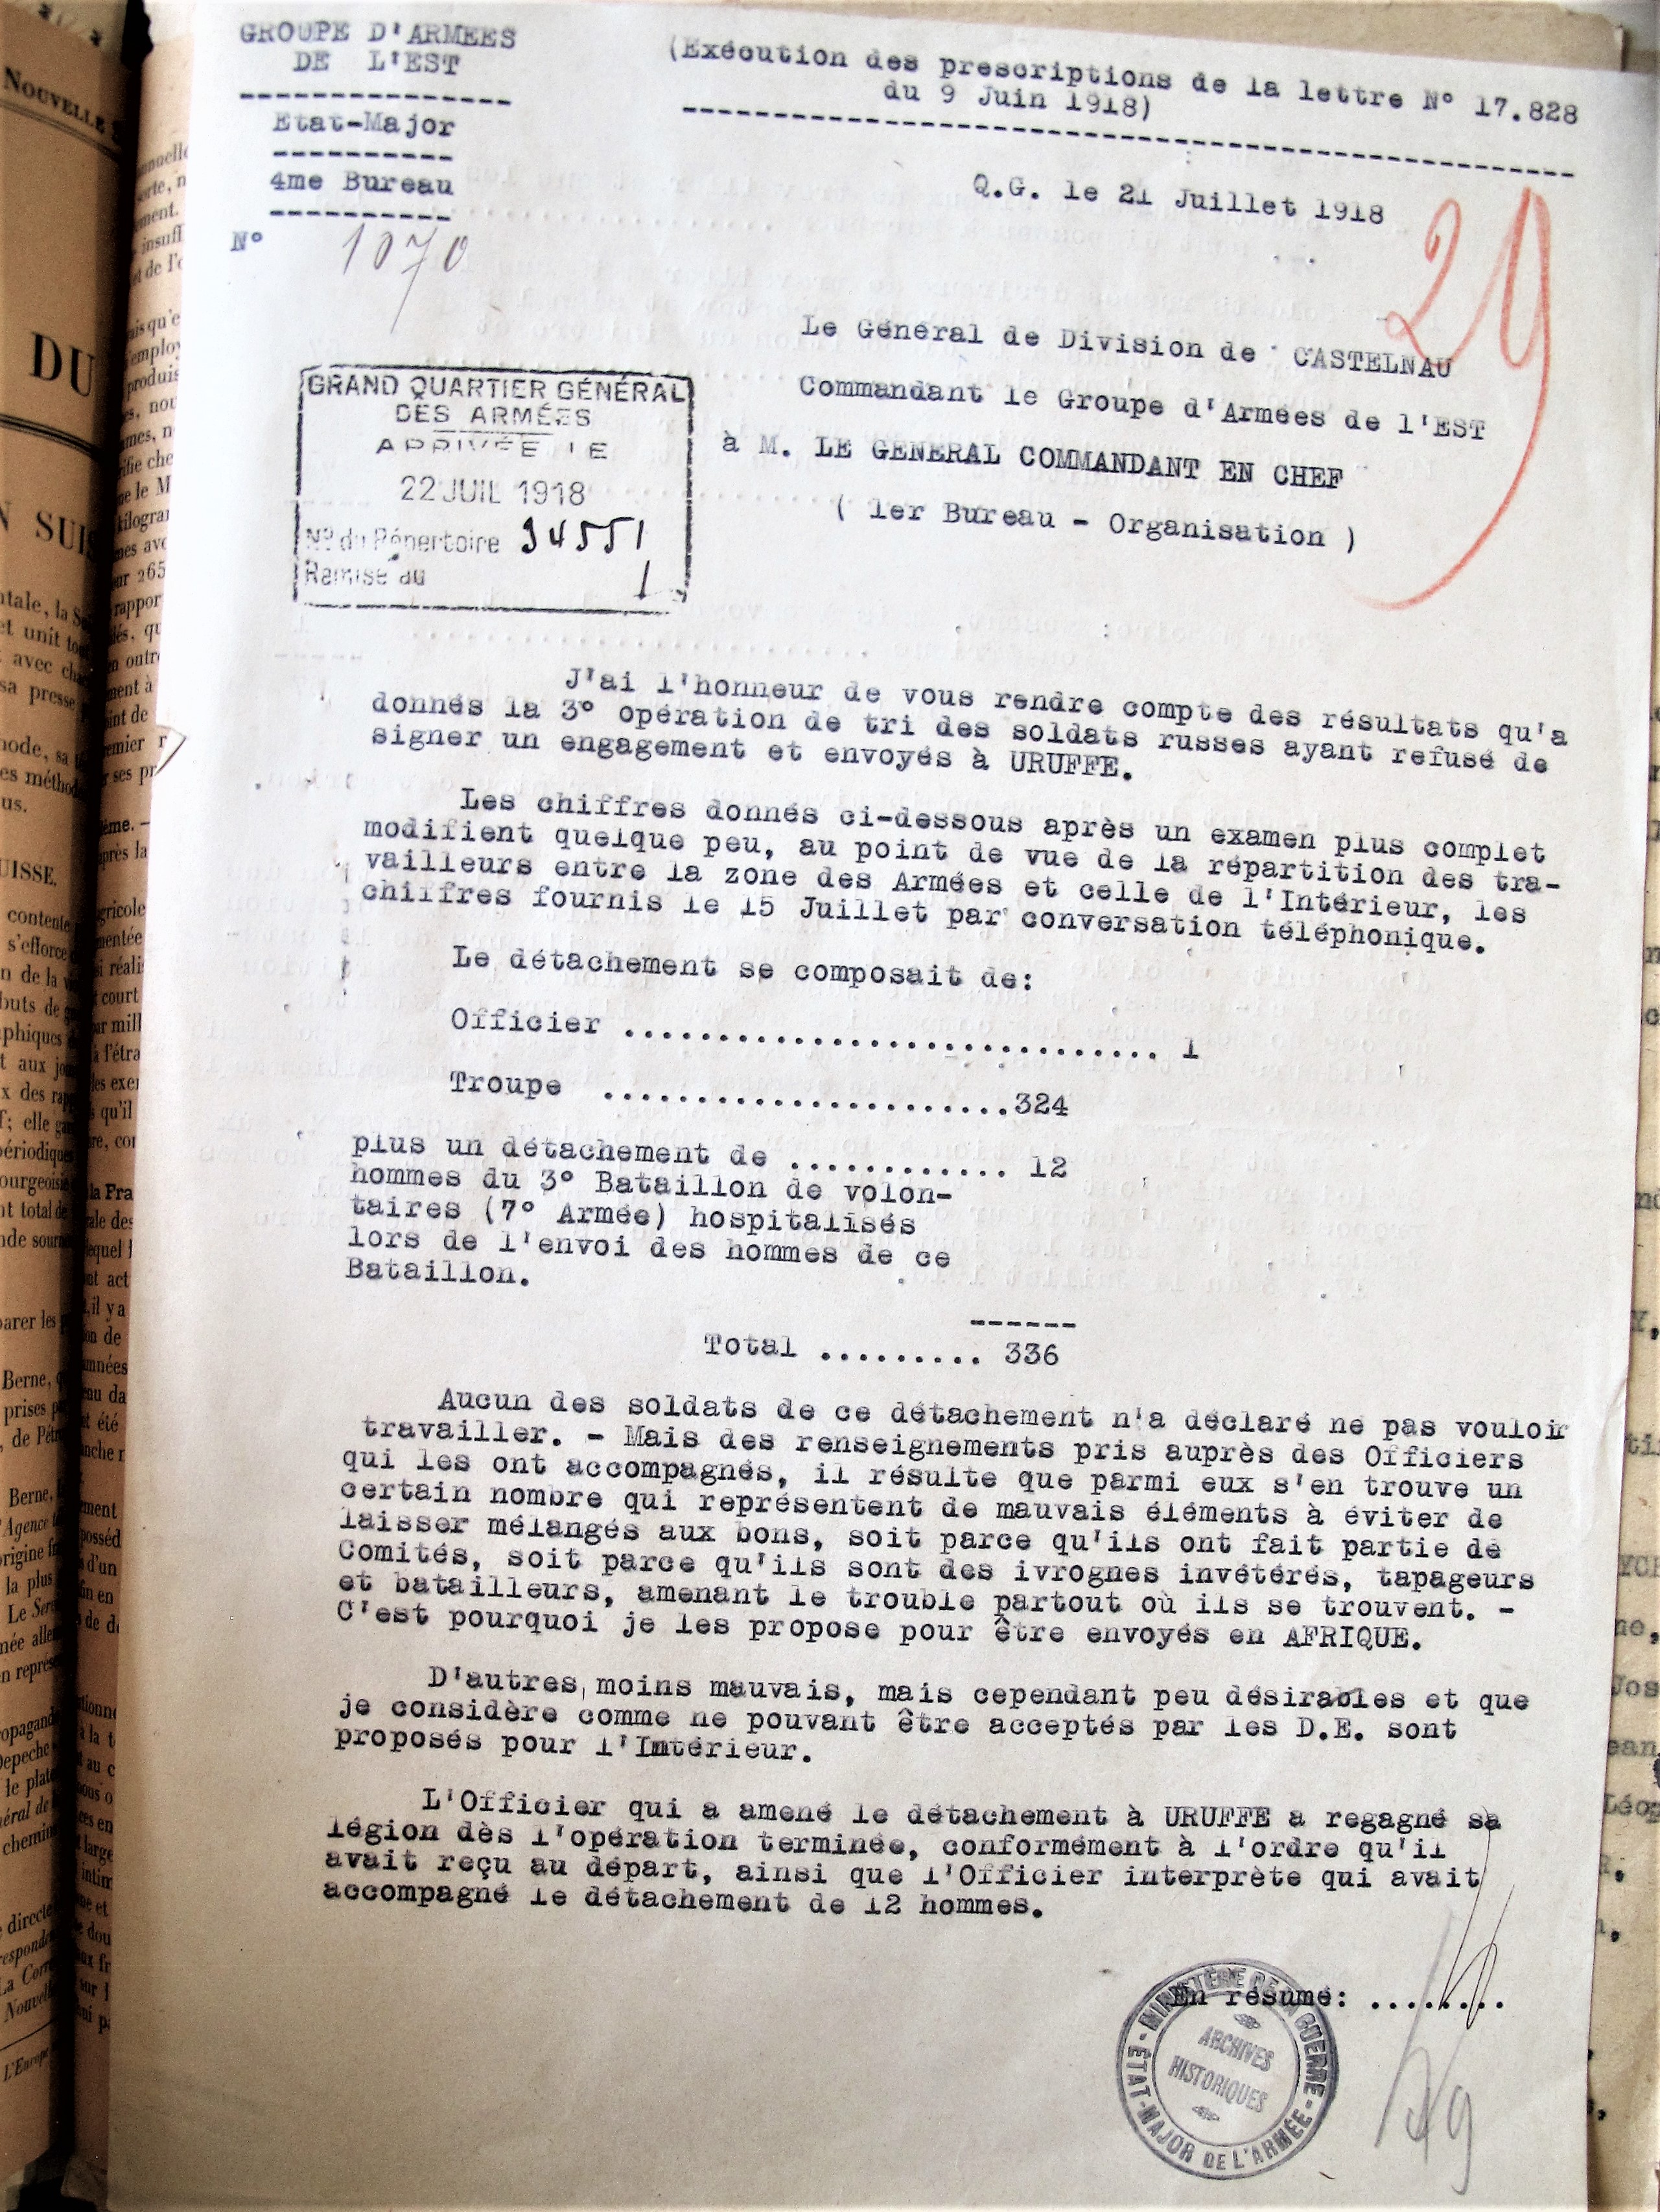 GROUPE D'ARMEES
DE L'EST
Etat-Major
4me Bureau
N° 1070
(Exécution des prescriptions de la lettre N° 17.828
du 9 Juin 1918)
Q.G. le 21 Juillet 1918
29
Le Général de Division de CASTELNAU
Commandant le Groupe d'Armées de l'EST
à M. LE GENERAL COMMANDANT EN CHEF
( 1er Bureau - Organisation )
GRAND QUARTIER GÉNÉRAL
DES ARMÉES
ARRIVÉE LE
22 JUIL 1918
N° du Répertoire 34551
Remise au 1
J'ai l'honneur de vous rendre compte des résultats qu'a
donnés la 3° opération de tri des soldats russes ayant refusé de
signer un engagement et envoyés à URUFFE.
Les chiffres donnés ci-dessous après un examen plus complet
modifient quelque peu, au point de vue de la répartition des tra-
vailleurs entre la zone des Armées et celle de l'Intérieur, les
chiffres fournis le 15 Juillet par conversation téléphonique.
Le détachement se composait de:
Officier .............................. 1
Troupe .......................324
plus un détachement de ............ 12
hommes du 3° Bataillon de volon-
taires (7° Armée) hospitalisés
lors de l'envoi des hommes de ce
Bataillon.
------
Total ......... 336
Aucun des soldats de ce détachement n'a déclaré ne pas vouloir
travailler. - Mais des renseignements pris auprès des Officiers
qui les ont accompagnés, il résulte que parmi eux s'en trouve un
certain nombre qui représentent de mauvais éléments à éviter de
laisser mélangés aux bons, soit parce qu'ils ont fait partie de
Comités, soit parce qu'ils sont des ivrognes invétérés, tapageurs
et batailleurs, amenant le trouble partout où ils se trouvent. -
C'est pourquoi je les propose pour être envoyés en AFRIQUE.
D'autres, moins mauvais, mais cependant peu désirables et que
je considère comme ne pouvant être acceptés par les D.E. sont
proposés pour l'Intérieur.
L'Officier qui a amené le détachement à URUFFE a regagné sa
légion dès l'opération terminée, conformément à l'ordre qu'il
avait reçu au départ, ainsi que l'Officier interprète qui avait
accompagné le détachement de 12 hommes.
En résumé: ........
MINISTÈRE DE LA GUERRE
ÉTAT-MAJOR DE L'ARMÉE
ARCHIVES
HISTORIQUES